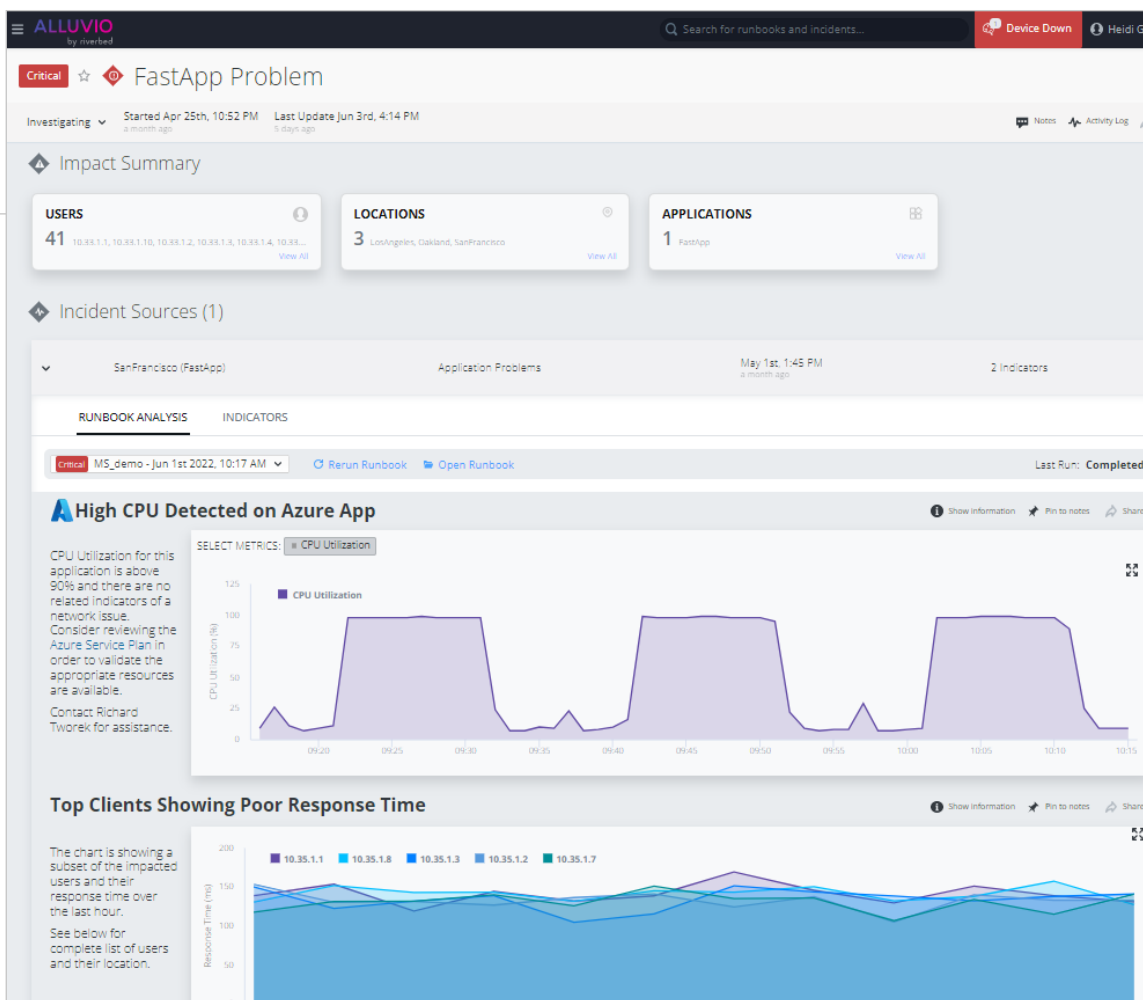 ALLUVIO
by riverbed
Search for runbooks and incidents...
1
Device Down
Heidi G
Critical
FastApp Problem
Investigating
Started Apr 25th, 10:52 PM
a month ago
Last Update Jun 3rd, 4:14 PM
5 days ago
Notes
Activity Log
Impact Summary
USERS
41 10.33.1.1, 10.33.1.10, 10.33.1.2, 10.33.1.3, 10.33.1.4, 10.33...
View All
LOCATIONS
3 LosAngeles, Oakland, SanFrancisco
View All
APPLICATIONS
1 FastApp
View All
Incident Sources (1)
SanFrancisco (FastApp)
Application Problems
May 1st, 1:45 PM
a month ago
2 Indicators
RUNBOOK ANALYSIS
INDICATORS
Critical MS_demo - Jun 1st 2022, 10:17 AM
Rerun Runbook
Open Runbook
Last Run: Completed
High CPU Detected on Azure App
Show information
Pin to notes
Share
CPU Utilization for this
application is above
90% and there are no
related indicators of a
network issue.
Consider reviewing the
Azure Service Plan in
order to validate the
appropriate resources
are available.
Contact Richard
Tworek for assistance.
SELECT METRICS: CPU Utilization
CPU Utilization
CPU Utilization (%)
125
100
75
50
25
0
09:20 09:25 09:30 09:35 09:40 09:45 09:50 09:55 10:00 10:05 10:10 10:15
Top Clients Showing Poor Response Time
Show information
Pin to notes
Share
The chart is showing a
subset of the impacted
users and their
response time over
the last hour.
See below for
complete list of users
and their location.
10.35.1.1 10.35.1.8 10.35.1.3 10.35.1.2 10.35.1.7
Response Time (ms)
200
150
100
50